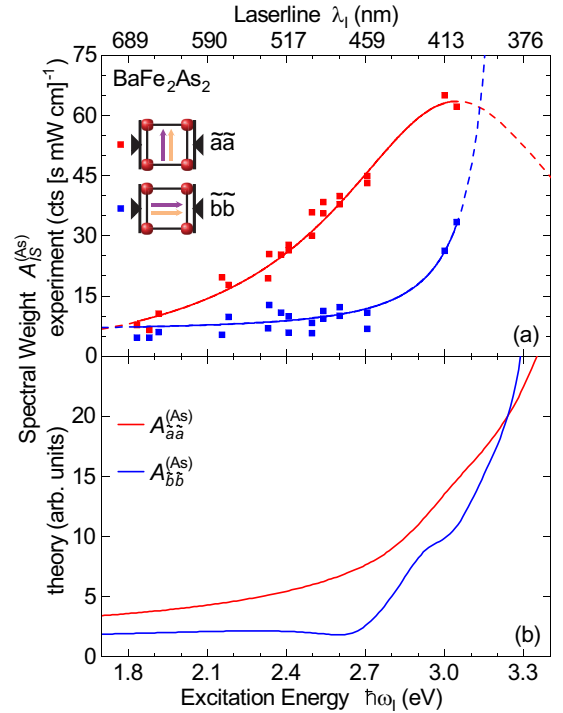 Laserline λ_l (nm)
689 590 517 459 413 376
75
60
45
30
15
0
BaFe₂As₂
ãã
b̃b̃
(a)
Spectral Weight A_IS^(As)
experiment (cts [s mW cm]⁻¹
20
15
10
5
0
A_ãã^(As)
A_b̃b̃^(As)
theory (arb. units)
(b)
1.8 2.1 2.4 2.7 3.0 3.3
Excitation Energy ħω_l (eV)